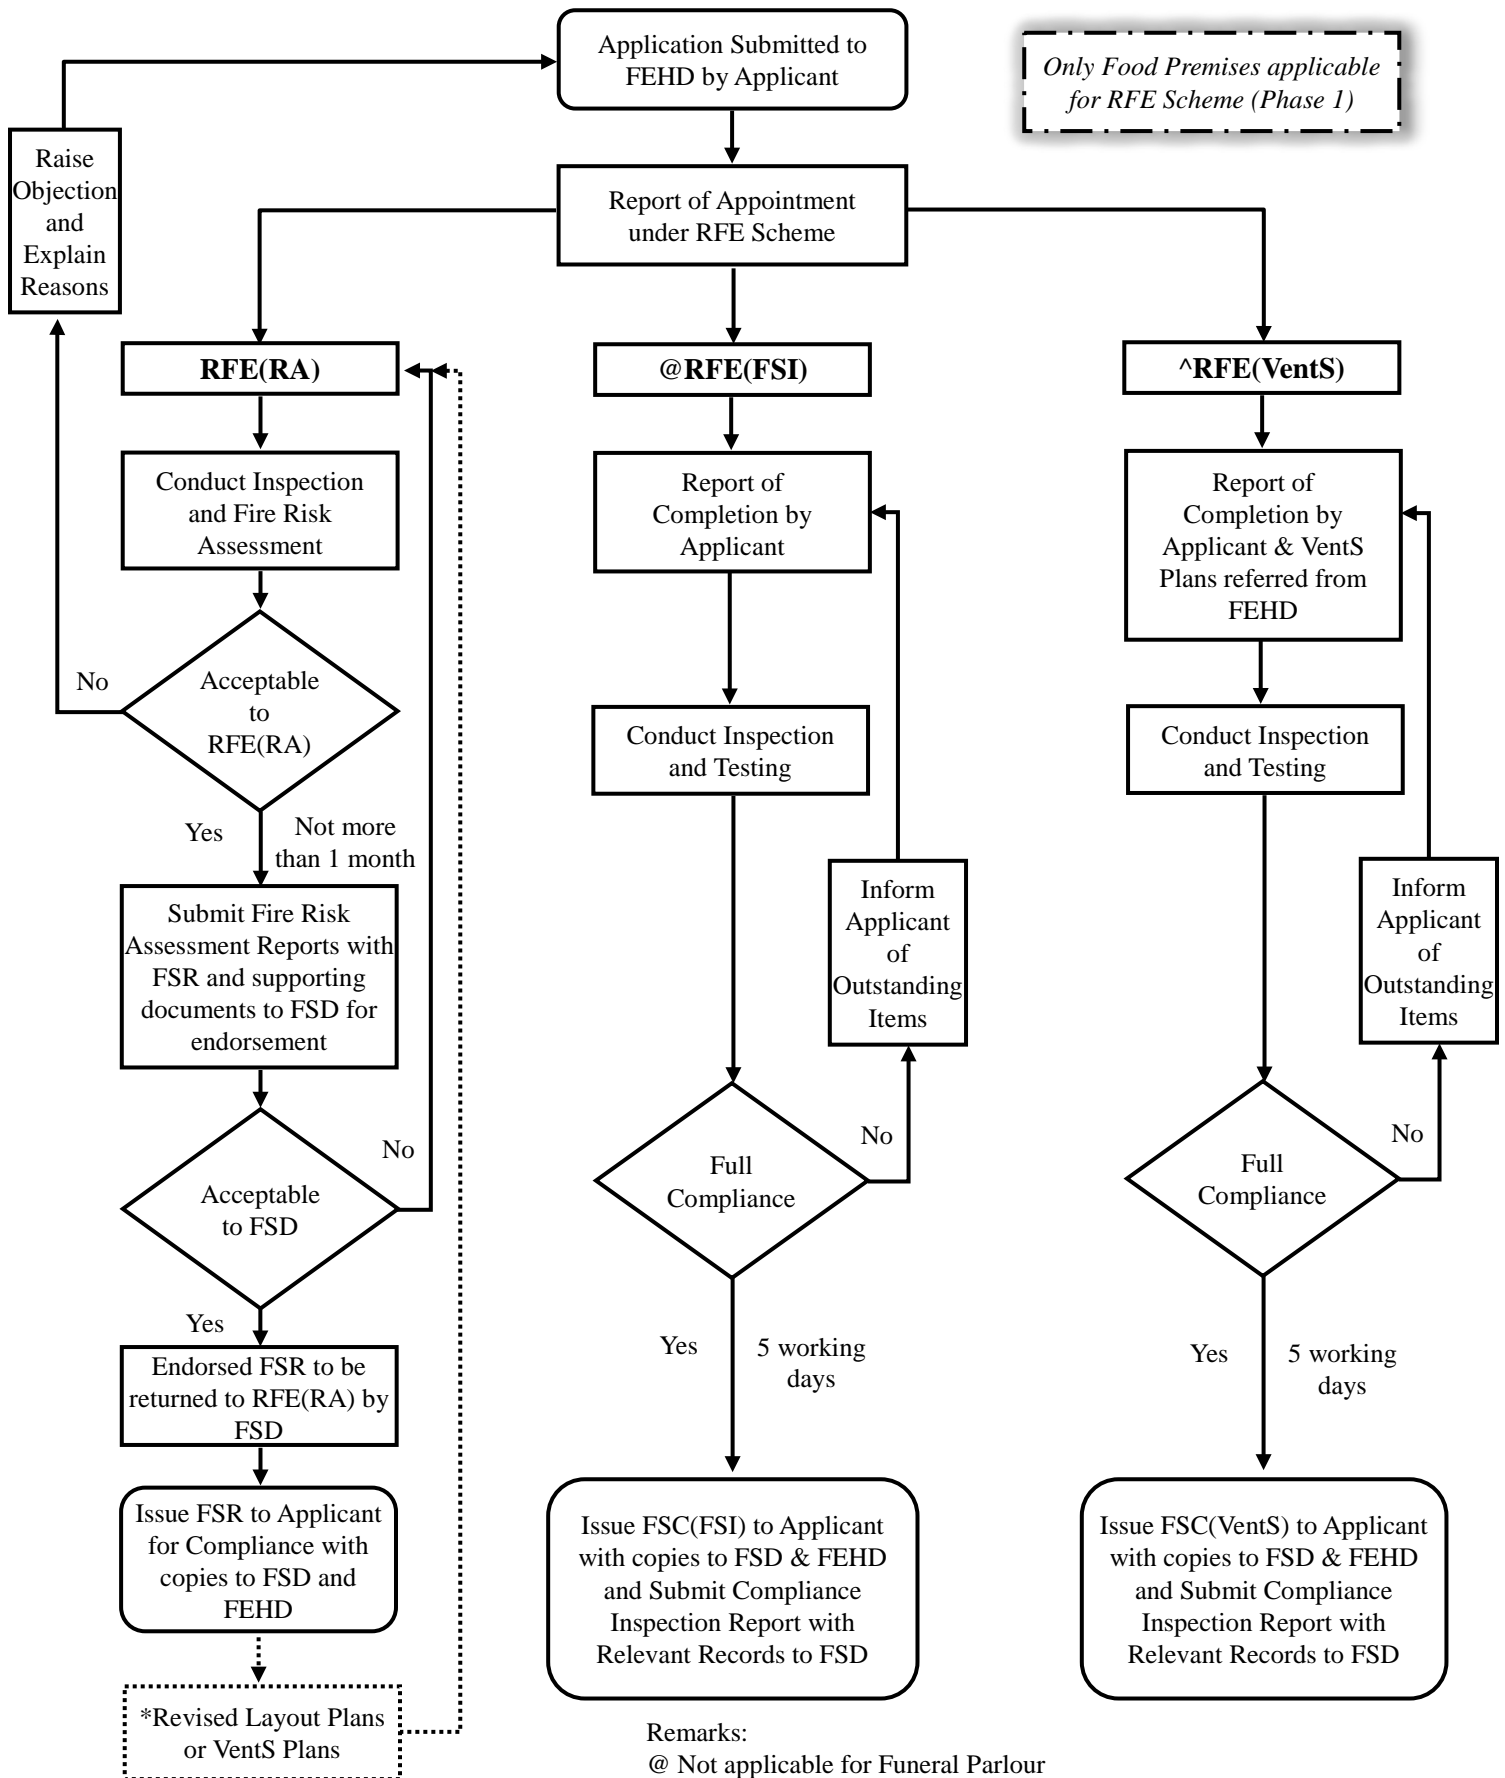 Application Submitted to
FEHD by Applicant
Only Food Premises applicable
for RFE Scheme (Phase 1)
Raise
Objection
and
Explain
Reasons
Report of Appointment
under RFE Scheme
RFE(RA)
@RFE(FSI)
^RFE(VentS)
Conduct Inspection
and Fire Risk
Assessment
Report of
Completion by
Applicant
Report of
Completion by
Applicant & VentS
Plans referred from
FEHD
No
Acceptable
to
RFE(RA)
Conduct Inspection
and Testing
Conduct Inspection
and Testing
Yes
Not more
than 1 month
Submit Fire Risk
Assessment Reports with
FSR and supporting
documents to FSD for
endorsement
Inform
Applicant
of
Outstanding
Items
Inform
Applicant
of
Outstanding
Items
No
Acceptable
to FSD
No
Full
Compliance
No
Full
Compliance
Yes
Endorsed FSR to be
returned to RFE(RA) by
FSD
Yes
5 working
days
Yes
5 working
days
Issue FSR to Applicant
for Compliance with
copies to FSD and
FEHD
Issue FSC(FSI) to Applicant
with copies to FSD & FEHD
and Submit Compliance
Inspection Report with
Relevant Records to FSD
Issue FSC(VentS) to Applicant
with copies to FSD & FEHD
and Submit Compliance
Inspection Report with
Relevant Records to FSD
*Revised Layout Plans
or VentS Plans
Remarks:
@ Not applicable for Funeral Parlour